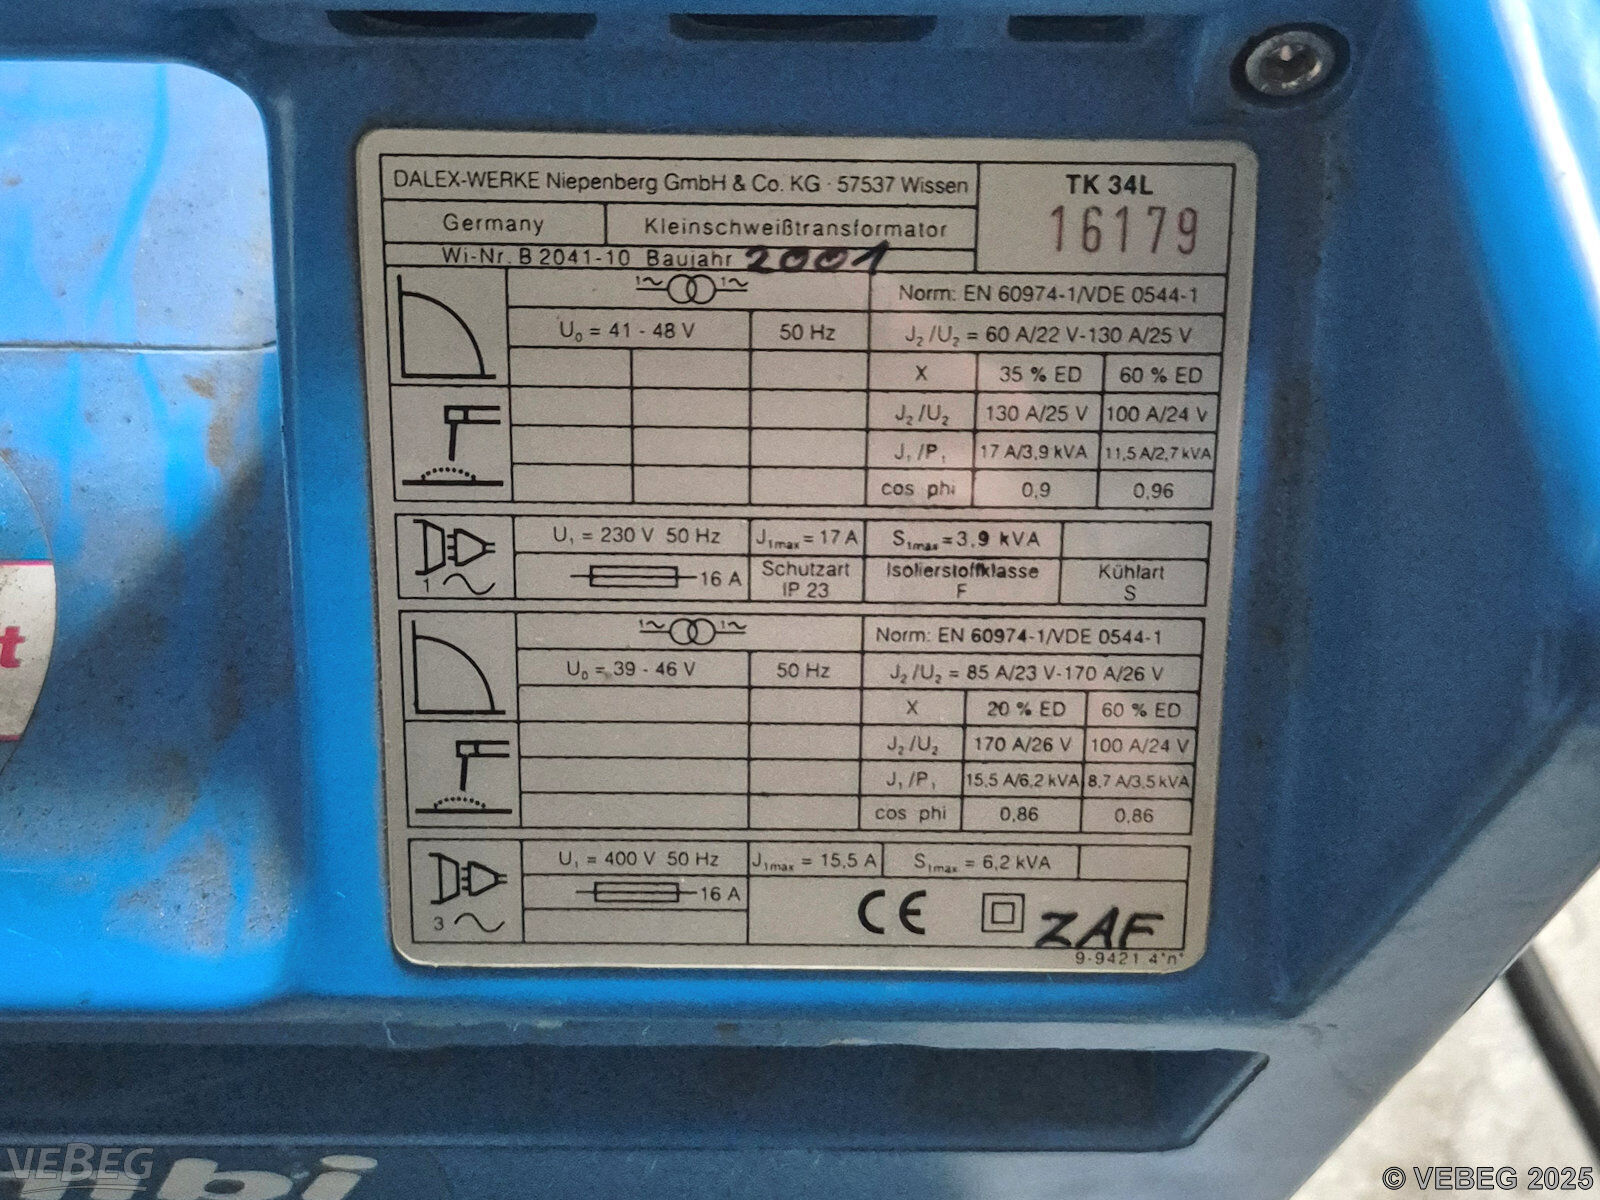 DALEX-WERKE Niepenberg GmbH & Co. KG · 57537 Wissen
TK 34L
16179
Germany Kleinschweißtransformator
Wi-Nr. B 2041-10 Baujahr 2001
1~ 1~ Norm: EN 60974-1/VDE 0544-1
U₀ = 41 - 48 V 50 Hz J₂/U₂ = 60 A/22 V-130 A/25 V
X 35 % ED 60 % ED
J₂/U₂ 130 A/25 V 100 A/24 V
J₁/P₁ 17 A/3,9 kVA 11,5 A/2,7 kVA
cos phi 0,9 0,96
1~ U₁ = 230 V 50 Hz J₁max = 17 A S₁max = 3,9 kVA
16 A Schutzart IP 23 Isolierstoffklasse F Kühlart S
1~ 1~ Norm: EN 60974-1/VDE 0544-1
U₀ = 39 - 46 V 50 Hz J₂/U₂ = 85 A/23 V-170 A/26 V
X 20 % ED 60 % ED
J₂/U₂ 170 A/26 V 100 A/24 V
J₁/P₁ 15,5 A/6,2 kVA 8,7 A/3,5 kVA
cos phi 0,86 0,86
U₁ = 400 V 50 Hz J₁max = 15,5 A S₁max = 6,2 kVA
3~ 16 A CE ZAF
9-9421 4"n"
t
VEBEG
© VEBEG 2025